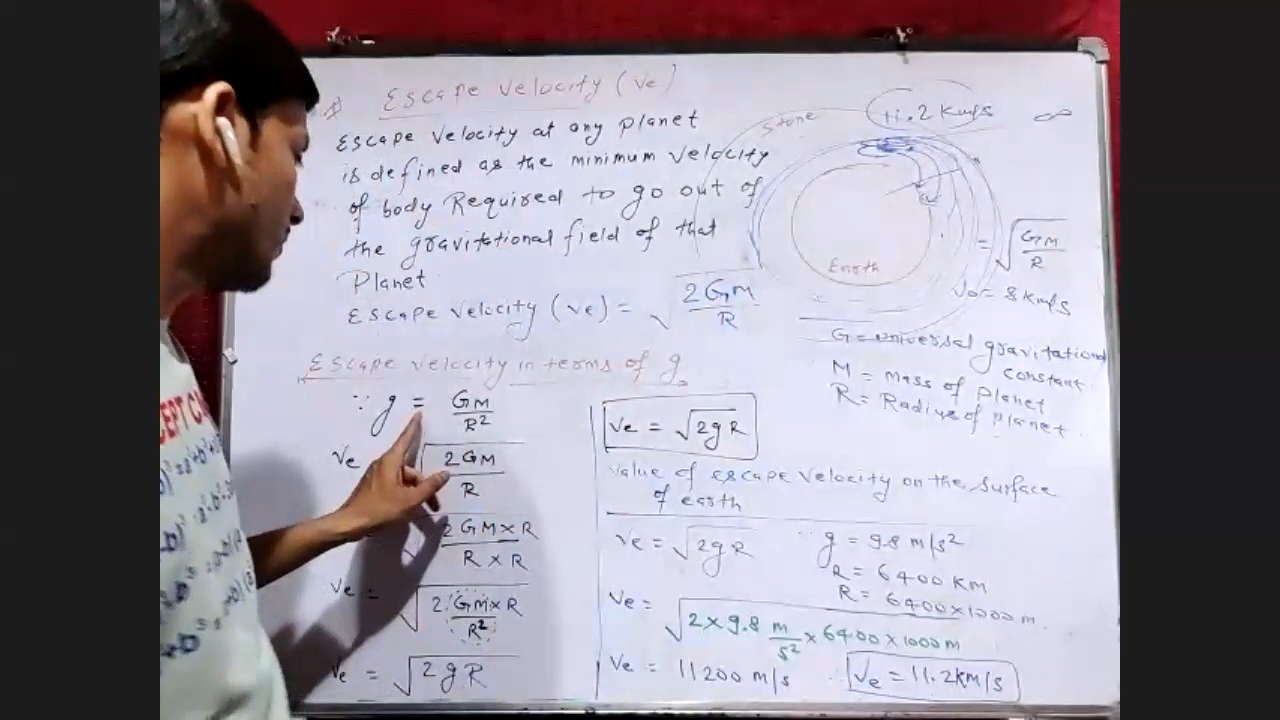 Escape Velocity (Ve)
Escape Velocity at any Planet
is defined as the minimum velocity
of body Required to go out of
the gravitational field of that
Planet
Escape velocity (ve) = √(2GM/R)
Stone
11.2 Km/s
∞
Earth
= √(GM/R)
Vo = 8 Km/s
G = universal gravitational
constant.
M = mass of planet
R = Radius of planet.
Escape velocity in terms of g
∵ g = GM/R²
Ve √(2GM/R)
= √(2GM×R/R×R)
Ve = √(2GM×R/R²)
Ve = √2gR
Ve = √2gR
Value of escape velocity on the surface
of earth
Ve = √2gR ∵ g = 9.8 m/s²
R = 6400 KM
R = 6400×1000 m.
Ve = √(2×9.8 m/s² ×6400×1000m)
Ve = 11200 m/s ∴ Ve = 11.2KM/s
CEPT